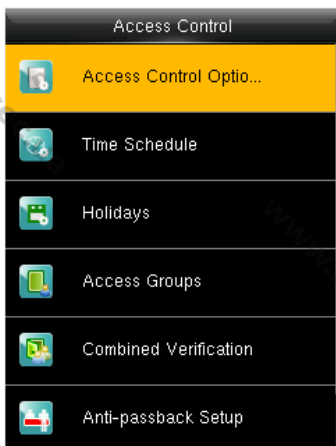 Access Control
Access Control Optio...
Time Schedule
Holidays
Access Groups
Combined Verification
Anti-passback Setup